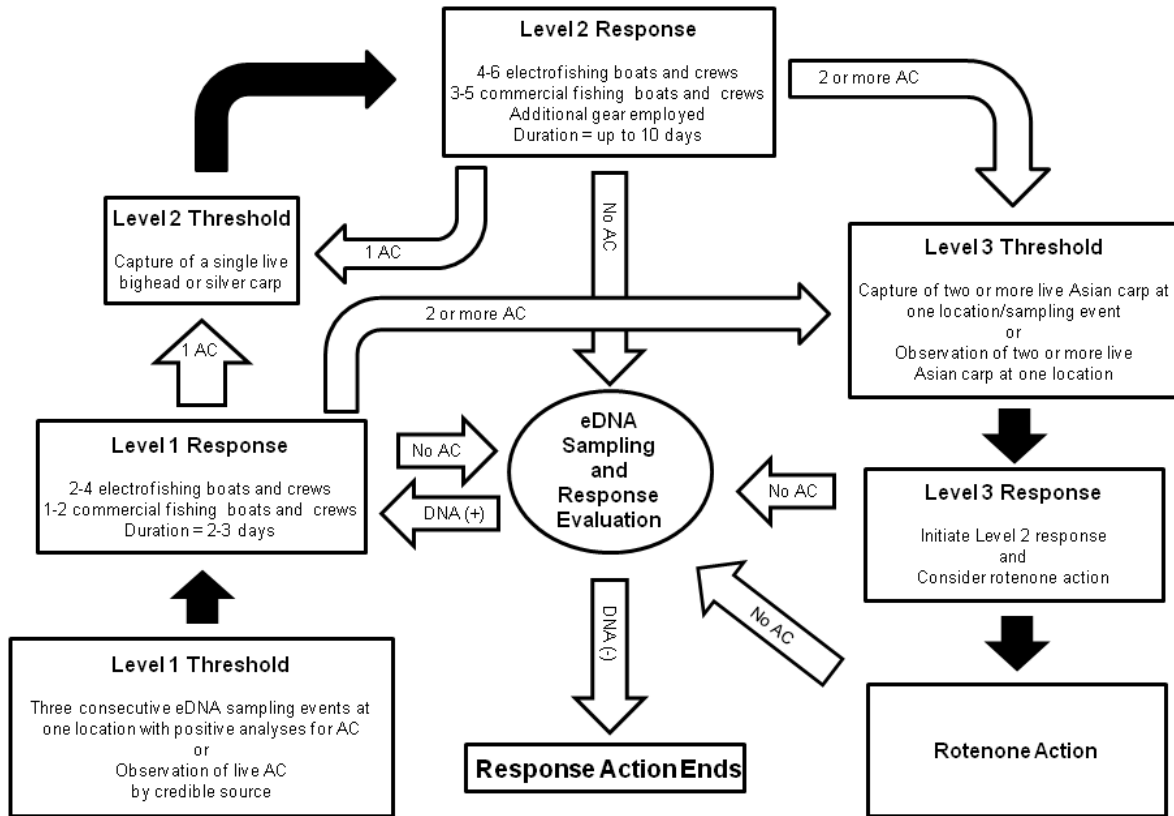 Level 2 Response
4-6 electrofishing boats and crews
3-5 commercial fishing boats and crews
Additional gear employed
Duration = up to 10 days
2 or more AC
Level 2 Threshold
Capture of a single live
bighead or silver carp
1 AC
No AC
Level 3 Threshold
Capture of two or more live Asian carp at
one location/sampling event
or
Observation of two or more live
Asian carp at one location
2 or more AC
1 AC
Level 1 Response
2-4 electrofishing boats and crews
1-2 commercial fishing boats and crews
Duration = 2-3 days
No AC
DNA (+)
eDNA
Sampling
and
Response
Evaluation
No AC
Level 3 Response
Initiate Level 2 response
and
Consider rotenone action
Level 1 Threshold
Three consecutive eDNA sampling events at
one location with positive analyses for AC
or
Observation of live AC
by credible source
DNA (-)
No AC
Response Action Ends
Rotenone Action